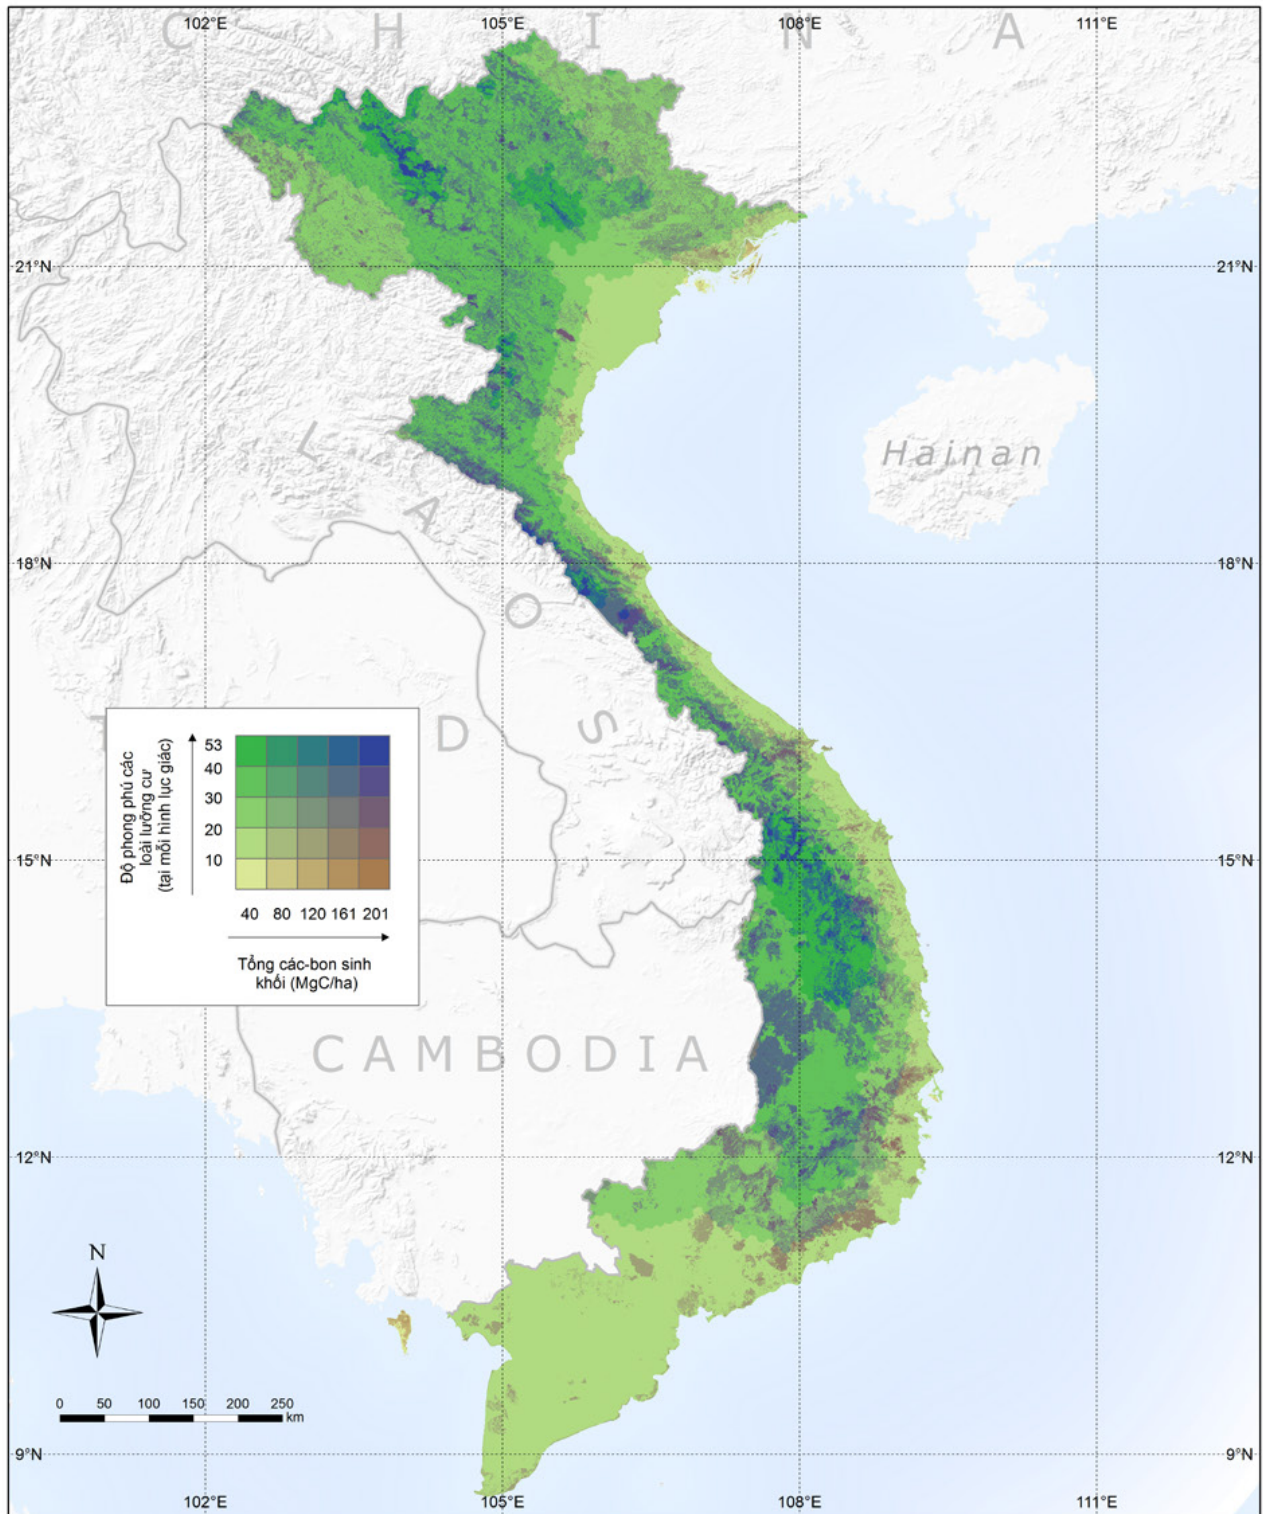 102°E 105°E 108°E 111°E
C H I N A
21°N 21°N
L A O S
Hainan
18°N 18°N
T D
Độ phong phú các
loài lưỡng cư
(tại mỗi hình lục giác)
53
40
30
20
10
40 80 120 161 201
Tổng các-bon sinh
khối (MgC/ha)
15°N 15°N
CAMBODIA
12°N 12°N
N
0 50 100 150 200 250
km
9°N 9°N
102°E 105°E 108°E 111°E